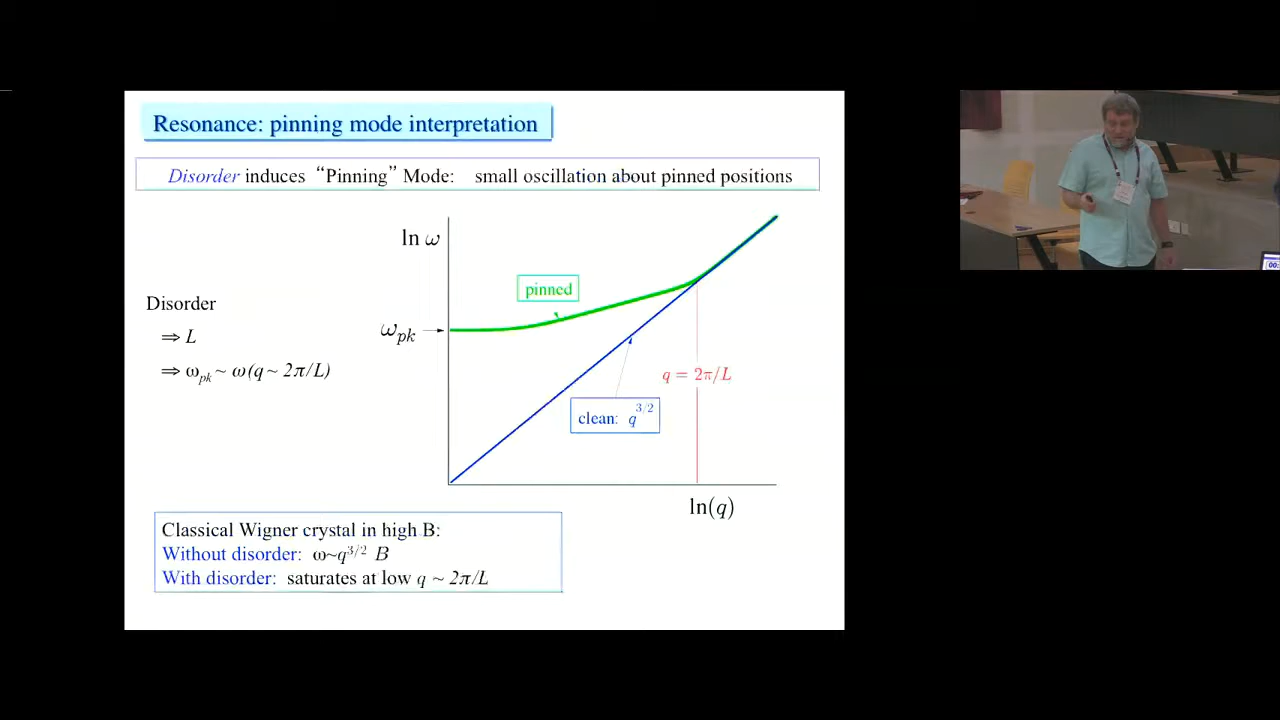 Resonance: pinning mode interpretation
Disorder induces “Pinning” Mode: small oscillation about pinned positions
ln ω
pinned
Disorder
ω_pk
⇒ L
⇒ ω_pk ~ ω(q ~ 2π/L)
q = 2π/L
clean: q^3/2
ln(q)
Classical Wigner crystal in high B:
Without disorder: ω~q^3/2 B
With disorder: saturates at low q ~ 2π/L